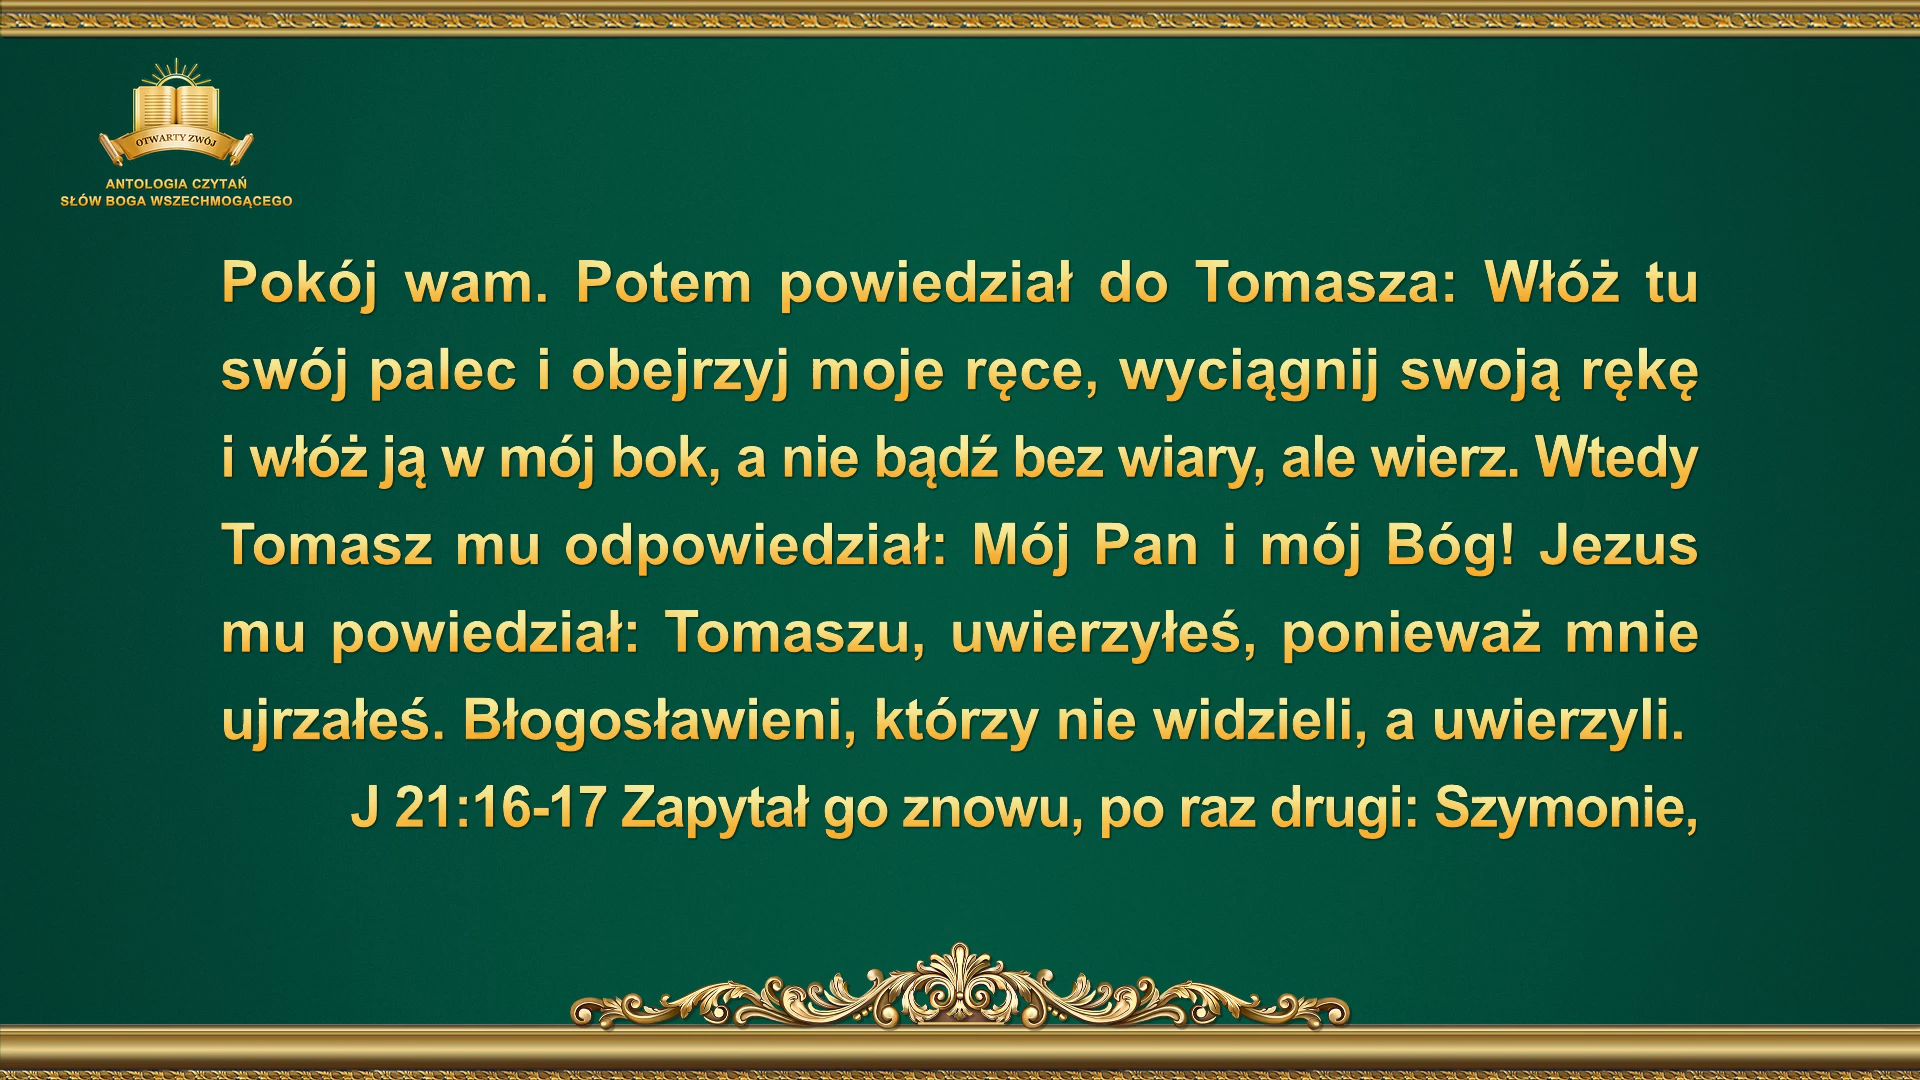 OTWARTY ZWÓJ
ANTOLOGIA CZYTAŃ
SŁÓW BOGA WSZECHMOGĄCEGO
Pokój wam. Potem powiedział do Tomasza: Włóż tu
swój palec i obejrzyj moje ręce, wyciągnij swoją rękę
i włóż ją w mój bok, a nie bądź bez wiary, ale wierz. Wtedy
Tomasz mu odpowiedział: Mój Pan i mój Bóg! Jezus
mu powiedział: Tomaszu, uwierzyłeś, ponieważ mnie
ujrzałeś. Błogosławieni, którzy nie widzieli, a uwierzyli.
J 21:16-17 Zapytał go znowu, po raz drugi: Szymonie,